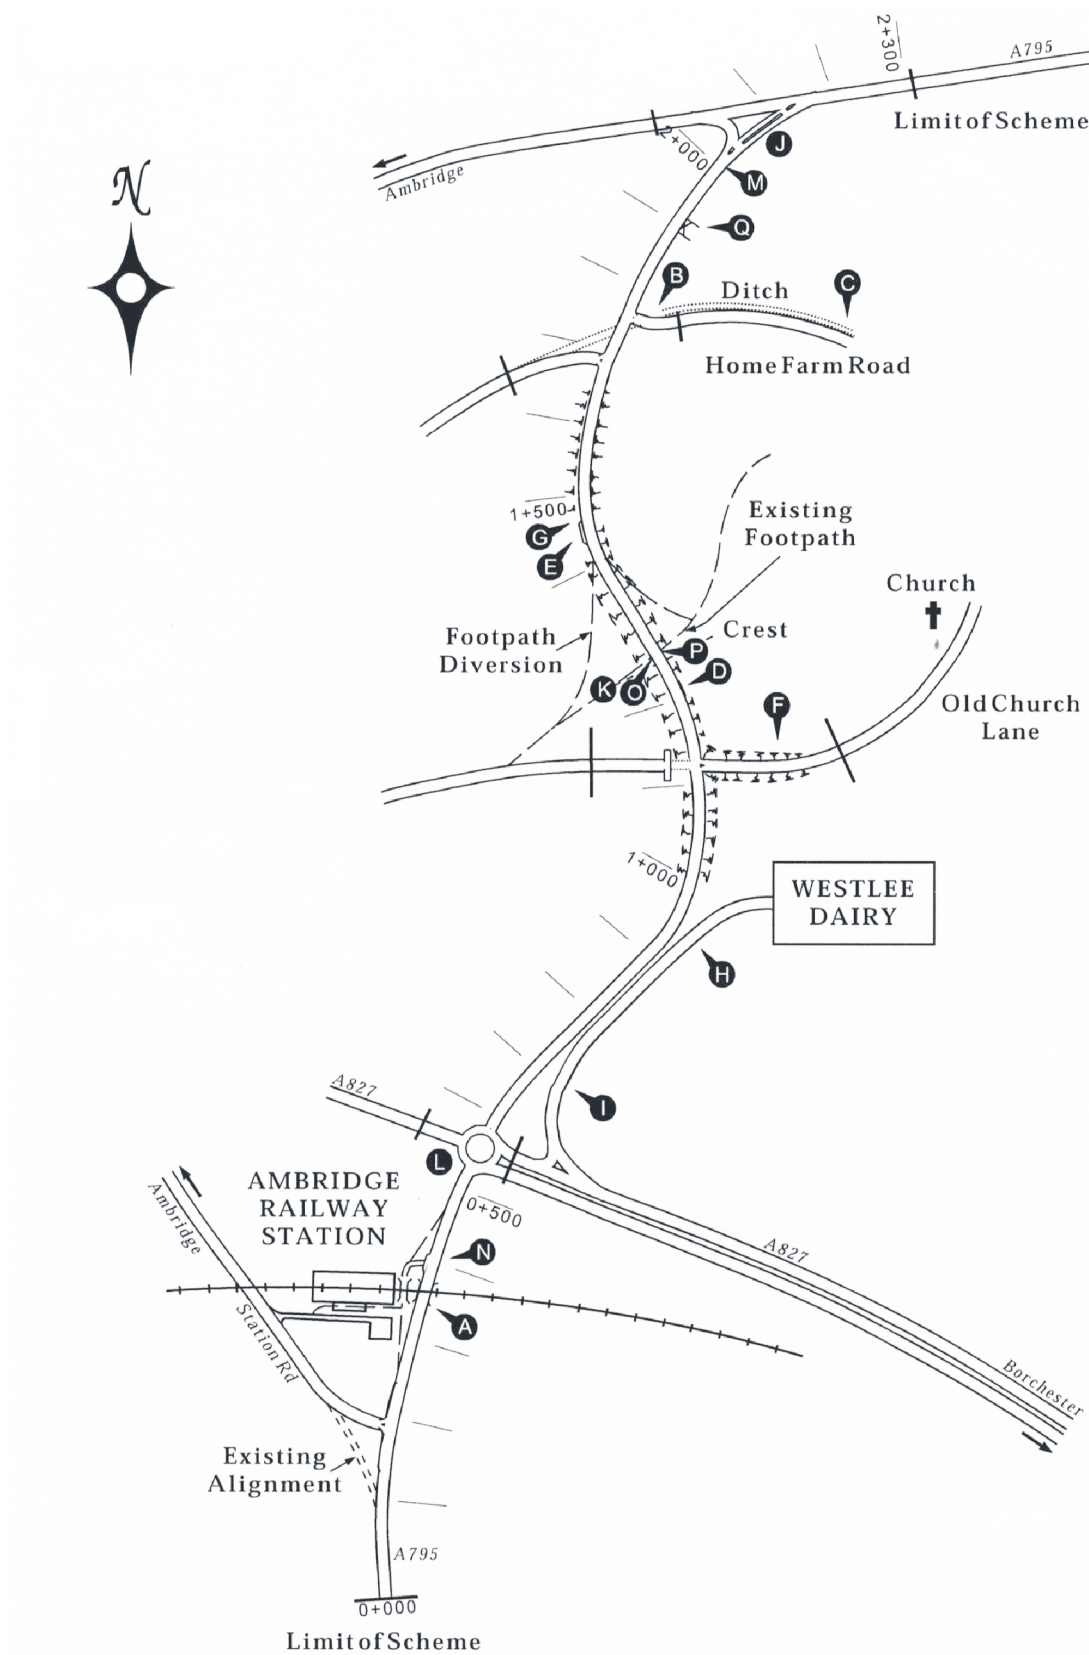 2+300
A795
Limit of Scheme
2+000
J
Ambridge
M
N
Q
B
Ditch
C
Home Farm Road
1+500
Existing
Footpath
G
E
Church
Footpath
Diversion
Crest
P
D
K
O
F
Old Church
Lane
1+000
WESTLEE
DAIRY
H
A827
I
L
AMBRIDGE
RAILWAY
STATION
0+500
Ambridge
N
A827
A
Station Rd
Borchester
Existing
Alignment
A795
0+000
Limit of Scheme